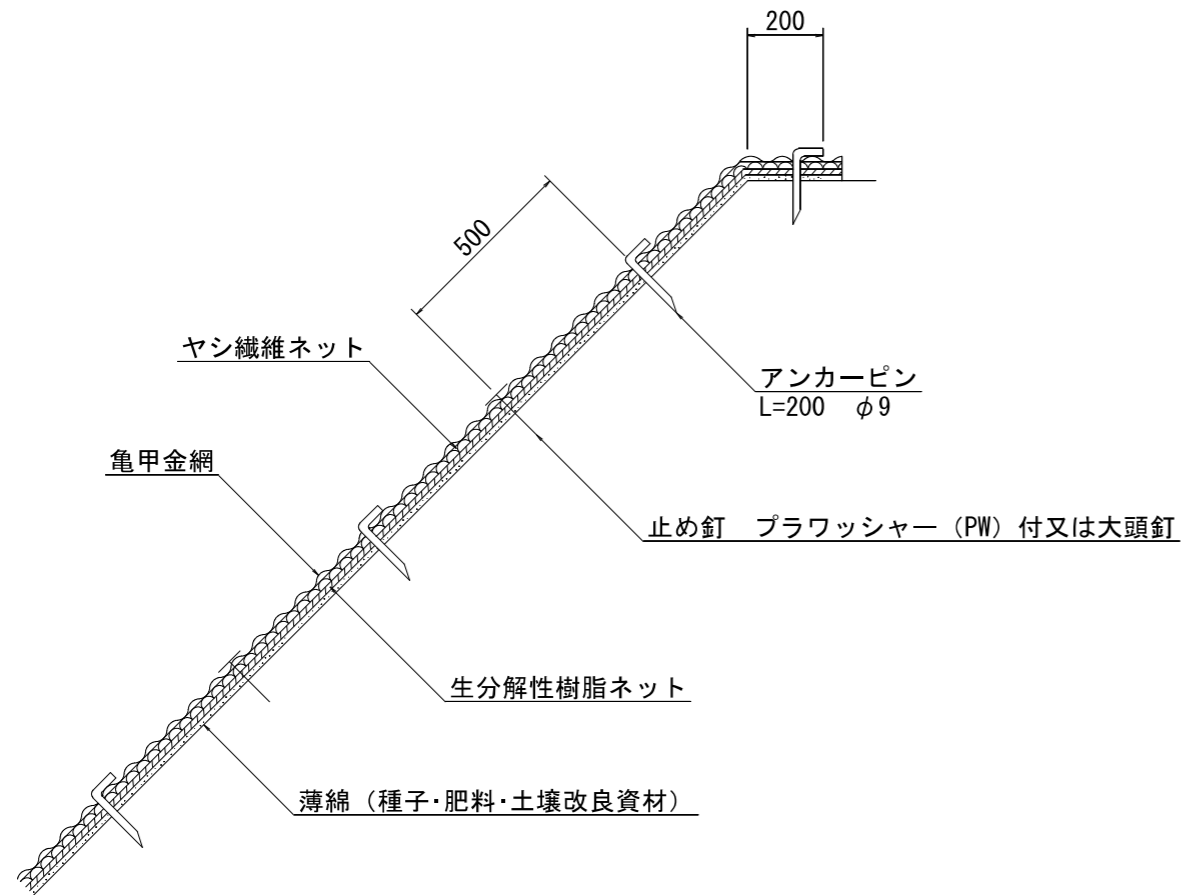 200
500
ヤシ繊維ネット
アンカーピン
L=200　φ9
亀甲金網
止め釘　プラワッシャー（PW）付又は大頭釘
生分解性樹脂ネット
薄綿（種子・肥料・土壌改良資材）